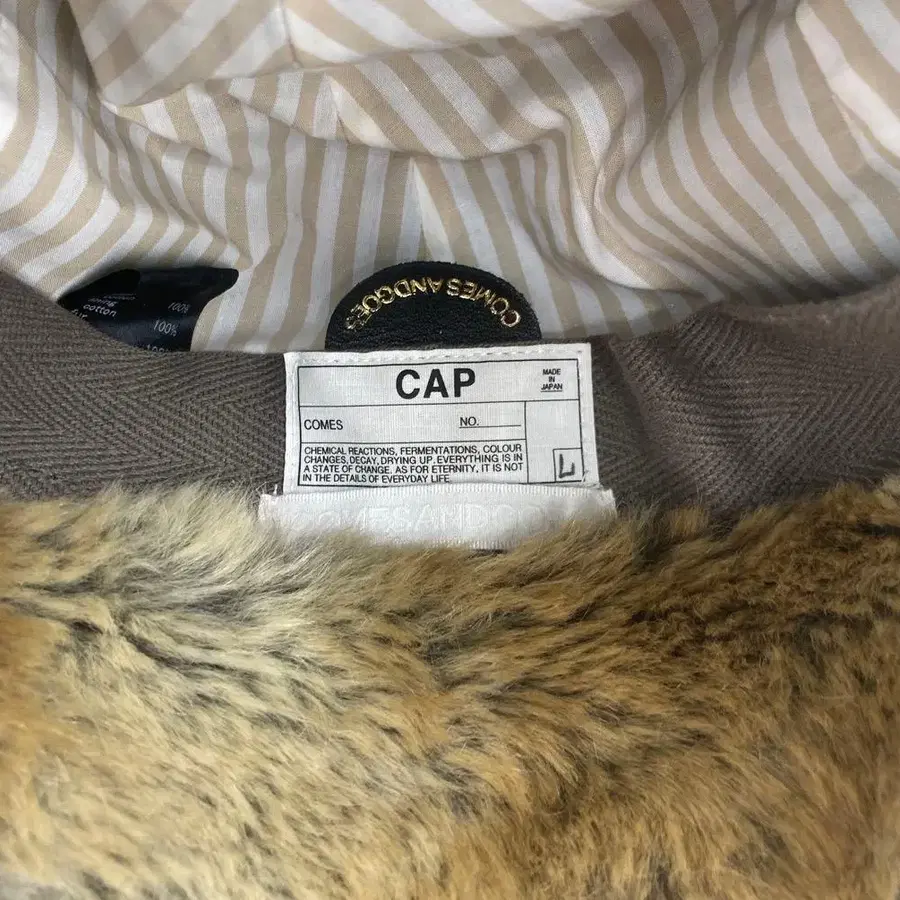 COMESANDGOES
cotton 100%
100%
CAP
MADE
IN
JAPAN
COMES
NO.
CHEMICAL REACTIONS, FERMENTATIONS, COLOUR
CHANGES, DECAY, DRYING UP. EVERYTHING IS IN
A STATE OF CHANGE. AS FOR ETERNITY, IT IS NOT
IN THE DETAILS OF EVERYDAY LIFE.
L
COMESANDGOES